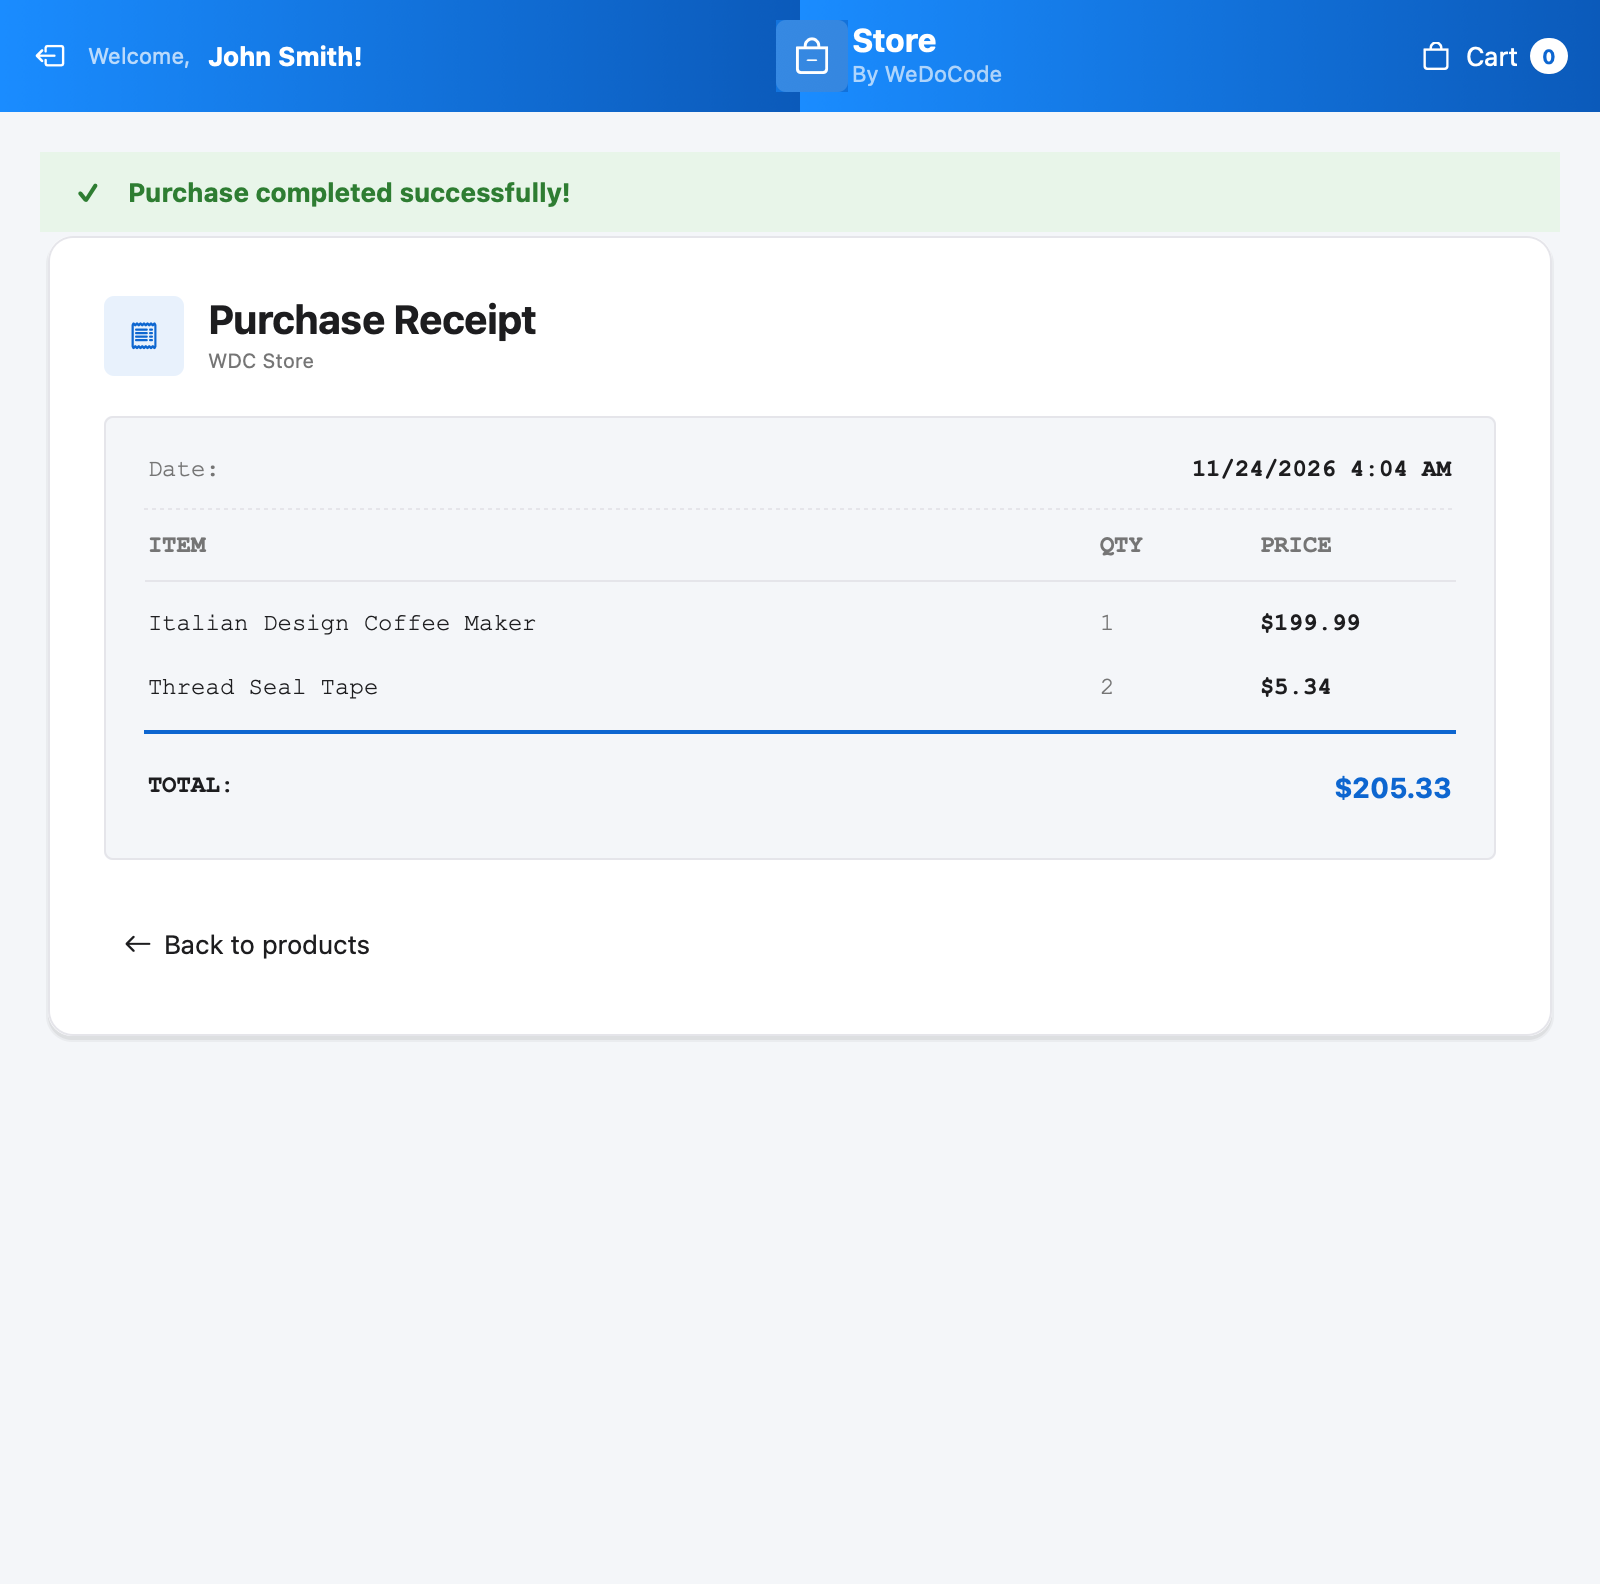 Welcome, John Smith!
Store
By WeDoCode
Cart 0
Purchase completed successfully!
Purchase Receipt
WDC Store
Date: 11/24/2026 4:04 AM
ITEM QTY PRICE
Italian Design Coffee Maker 1 $199.99
Thread Seal Tape 2 $5.34
TOTAL: $205.33
Back to products